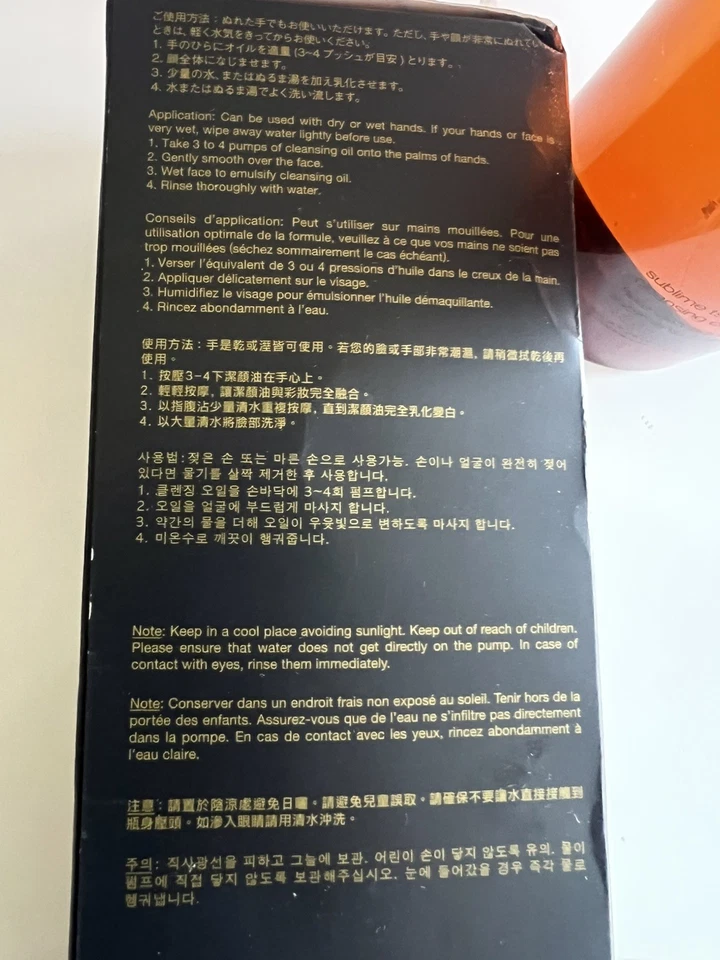 ご使用方法：ぬれた手でもお使いいただけます。ただし、手や顔が非常にぬれてい
ときは、軽く水気をきってからお使いください。
1. 手のひらにオイルを適量 (3~4 プッシュが目安) とります。
2. 顔全体になじませます。
3. 少量の水、またはぬるま湯を加え乳化させます。
4. 水またはぬるま湯でよく洗い流します。
Application: Can be used with dry or wet hands. If your hands or face is
very wet, wipe away water lightly before use.
1. Take 3 to 4 pumps of cleansing oil onto the palms of hands.
2. Gently smooth over the face.
3. Wet face to emulsify cleansing oil.
4. Rinse thoroughly with water.
Conseils d'application: Peut s'utiliser sur mains mouillées. Pour une
utilisation optimale de la formule, veuillez à ce que vos mains ne soient pas
trop mouillées (séchez sommairement le cas échéant).
1. Verser l'équivalent de 3 ou 4 pressions d'huile dans le creux de la main.
2. Appliquer délicatement sur le visage.
3. Humidifiez le visage pour émulsionner l'huile démaquillante.
4. Rincez abondamment à l'eau.
使用方法：手是乾或溼皆可使用。若您的臉或手部非常潮濕, 請稍微拭乾後再
使用。
1. 按壓3-4下潔顏油在手心上。
2. 輕輕按摩, 讓潔顏油與彩妝完全融合。
3. 以指腹沾少量清水重複按摩, 直到潔顏油完全乳化變白。
4. 以大量清水將臉部洗淨。
사용법: 젖은 손 또는 마른 손으로 사용가능. 손이나 얼굴이 완전히 젖어
있다면 물기를 살짝 제거한 후 사용합니다.
1. 클렌징 오일을 손바닥에 3~4회 펌프합니다.
2. 오일을 얼굴에 부드럽게 마사지 합니다.
3. 약간의 물을 더해 오일이 우윳빛으로 변하도록 마사지 합니다.
4. 미온수로 깨끗이 헹궈줍니다.
Note: Keep in a cool place avoiding sunlight. Keep out of reach of children.
Please ensure that water does not get directly on the pump. In case of
contact with eyes, rinse them immediately.
Note: Conserver dans un endroit frais non exposé au soleil. Tenir hors de la
portée des enfants. Assurez-vous que de l'eau ne s'infiltre pas directement
dans la pompe. En cas de contact avec les yeux, rincez abondamment à
l'eau claire.
注意：請置於陰涼處避免日曬。請避免兒童誤取。請確保不要讓水直接接觸到
瓶身壓頭。如滲入眼睛請用清水沖洗。
주의: 직사광선을 피하고 그늘에 보관. 어린이 손이 닿지 않도록 유의. 물이
펌프에 직접 닿지 않도록 보관해주십시오. 눈에 들어갔을 경우 즉각 물로
헹궈냅니다.
sublime